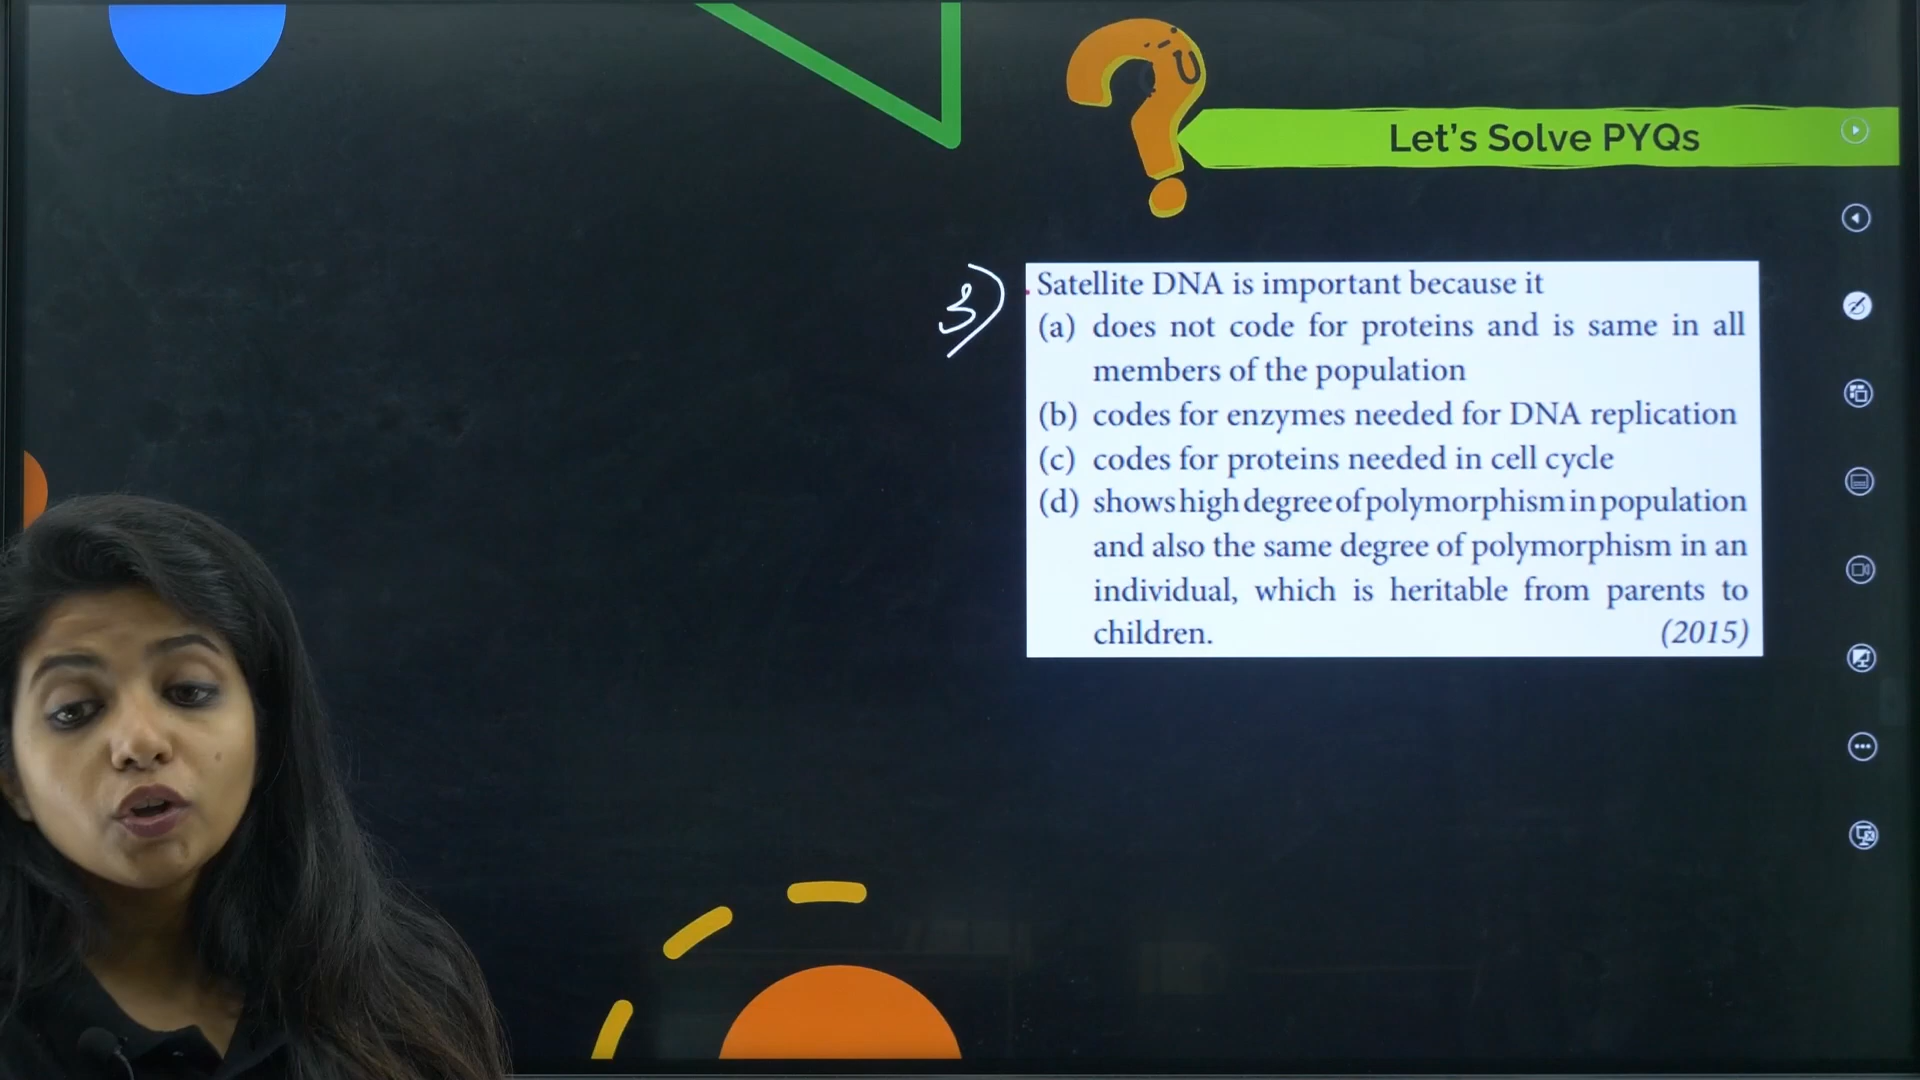 Let's Solve PYQs
3)
Satellite DNA is important because it
(a) does not code for proteins and is same in all
members of the population
(b) codes for enzymes needed for DNA replication
(c) codes for proteins needed in cell cycle
(d) shows high degree of polymorphism in population
and also the same degree of polymorphism in an
individual, which is heritable from parents to
children. (2015)